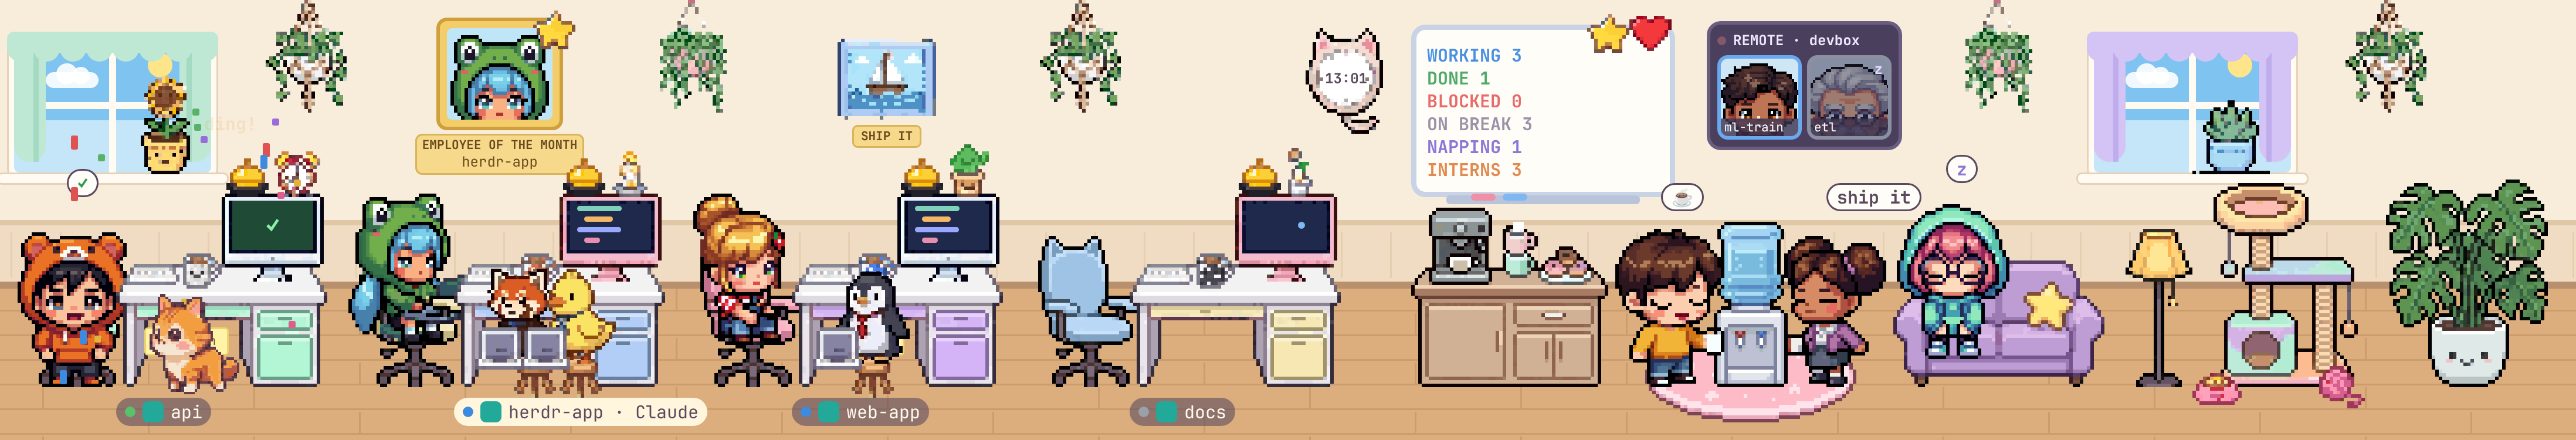 ding!
EMPLOYEE OF THE MONTH
herdr-app
SHIP IT
13:01
WORKING 3
DONE 1
BLOCKED 0
ON BREAK 3
NAPPING 1
INTERNS 3
REMOTE · devbox
ml-train
etl
z
z
ship it
api
herdr-app · Claude
web-app
docs